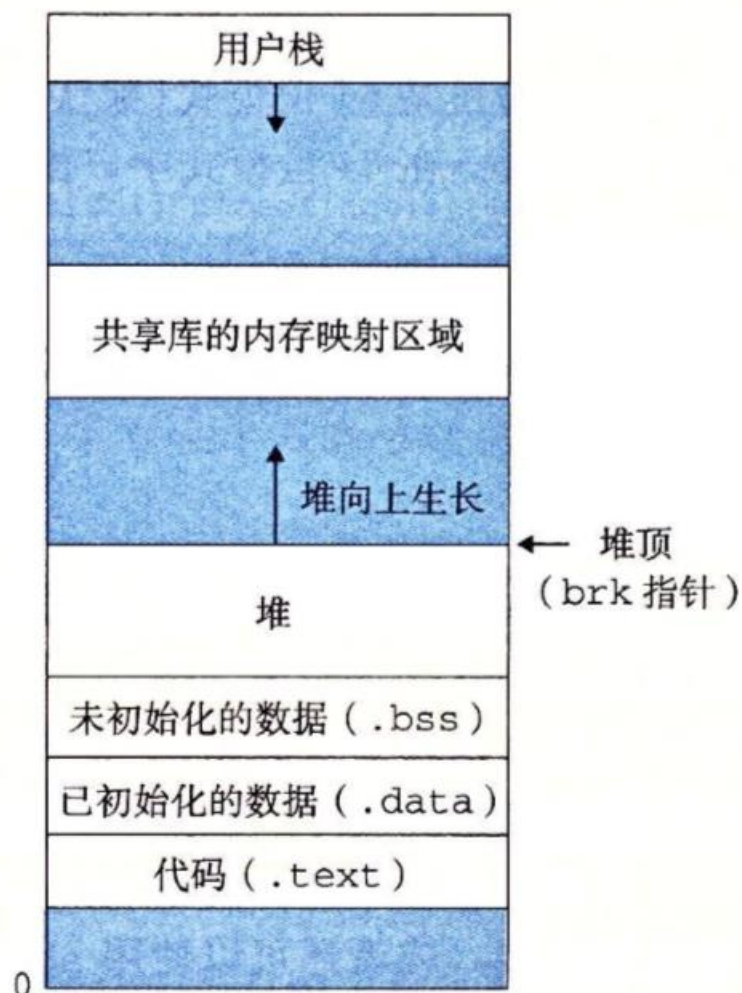 用户栈
共享库的内存映射区域
堆向上生长
堆顶
（brk 指针）
堆
未初始化的数据（.bss）
已初始化的数据（.data）
代码（.text）
0